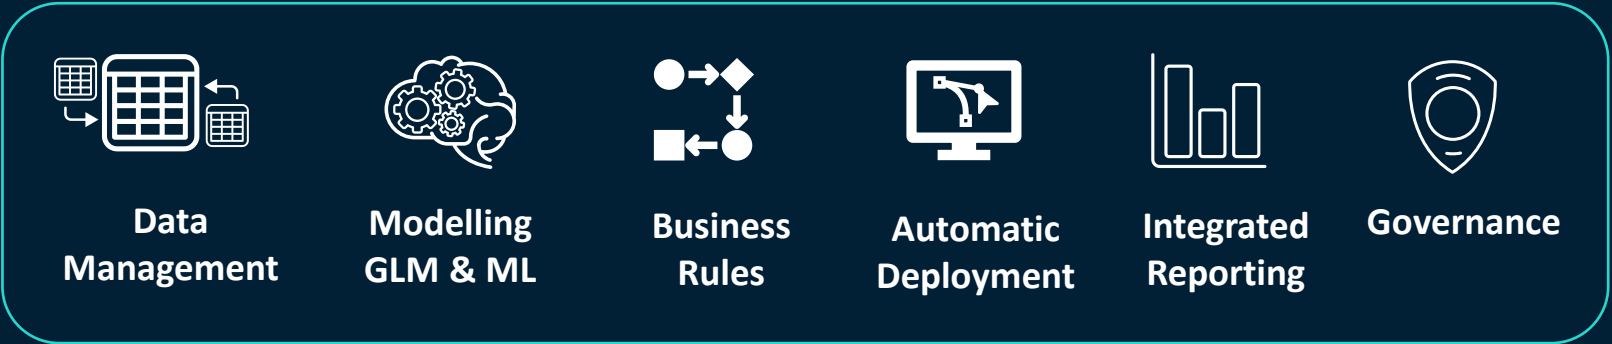 Data
Management
Modelling
GLM & ML
Business
Rules
Automatic
Deployment
Integrated
Reporting
Governance